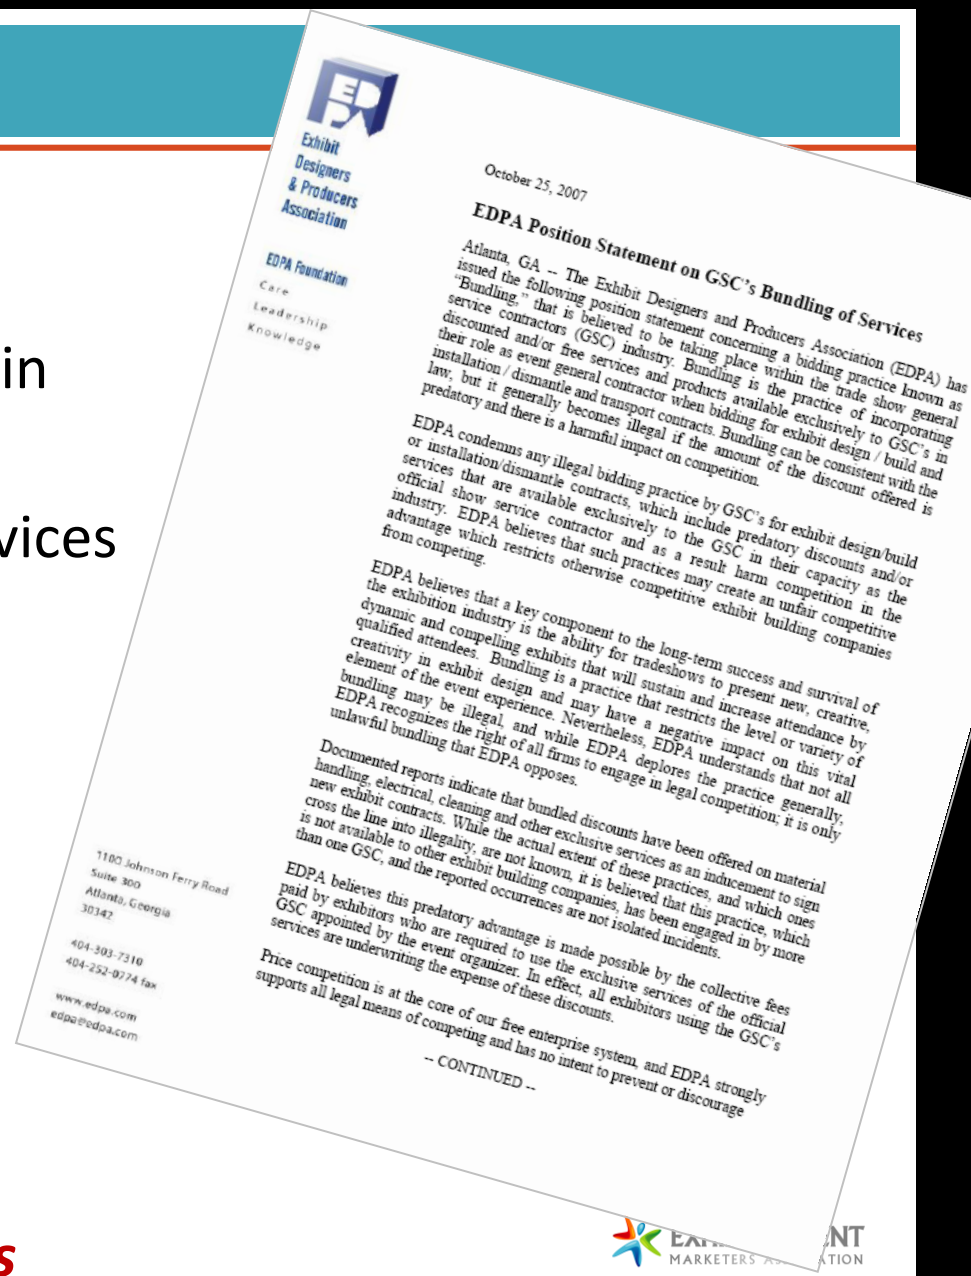 in
vices
s
ED
PA
Exhibit
Designers
& Producers
Association
EDPA Foundation
Care
Leadership
Knowledge
1100 Johnson Ferry Road
Suite 300
Atlanta, Georgia
30342
404-303-7310
404-252-0774 fax
www.edpa.com
edpa@edpa.com
October 25, 2007
EDPA Position Statement on GSC's Bundling of Services
Atlanta, GA -- The Exhibit Designers and Producers Association (EDPA) has
issued the following position statement concerning a bidding practice known as
“Bundling,” that is believed to be taking place within the trade show general
service contractors (GSC) industry. Bundling is the practice of incorporating
discounted and/or free services and products available exclusively to GSC's in
their role as event general contractor when bidding for exhibit design / build and
installation / dismantle and transport contracts. Bundling can be consistent with the
law, but it generally becomes illegal if the amount of the discount offered is
predatory and there is a harmful impact on competition.
EDPA condemns any illegal bidding practice by GSC's for exhibit design/build
or installation/dismantle contracts, which include predatory discounts and/or
services that are available exclusively to the GSC in their capacity as the
official show service contractor and as a result harm competition in the
industry. EDPA believes that such practices may create an unfair competitive
advantage which restricts otherwise competitive exhibit building companies
from competing.
EDPA believes that a key component to the long-term success and survival of
the exhibition industry is the ability for tradeshows to present new, creative,
dynamic and compelling exhibits that will sustain and increase attendance by
qualified attendees. Bundling is a practice that restricts the level or variety of
creativity in exhibit design and may have a negative impact on this vital
element of the event experience. Nevertheless, EDPA understands that not all
bundling may be illegal, and while EDPA deplores the practice generally,
EDPA recognizes the right of all firms to engage in legal competition; it is only
unlawful bundling that EDPA opposes.
Documented reports indicate that bundled discounts have been offered on material
handling, electrical, cleaning and other exclusive services as an inducement to sign
new exhibit contracts. While the actual extent of these practices, and which ones
cross the line into illegality, are not known, it is believed that this practice, which
is not available to other exhibit building companies, has been engaged in by more
than one GSC, and the reported occurrences are not isolated incidents.
EDPA believes this predatory advantage is made possible by the collective fees
paid by exhibitors who are required to use the exclusive services of the official
GSC appointed by the event organizer. In effect, all exhibitors using the GSC's
services are underwriting the expense of these discounts.
Price competition is at the core of our free enterprise system, and EDPA strongly
supports all legal means of competing and has no intent to prevent or discourage
-- CONTINUED --
NT
MARKETERS ATION